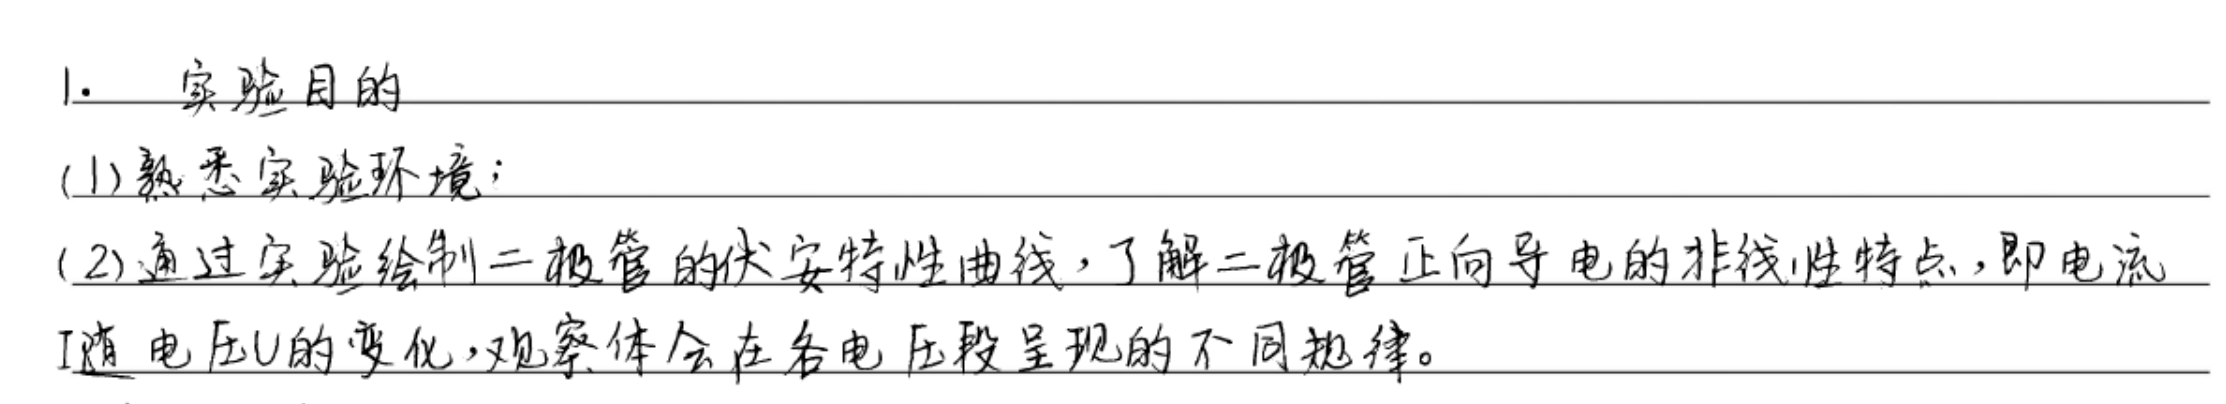 1. 实验目的
(1)熟悉实验环境;
(2)通过实验绘制二极管的伏安特性曲线,了解二极管正向导电的非线性特点,即电流
I随电压U的变化,观察体会在各电压段呈现的不同规律。